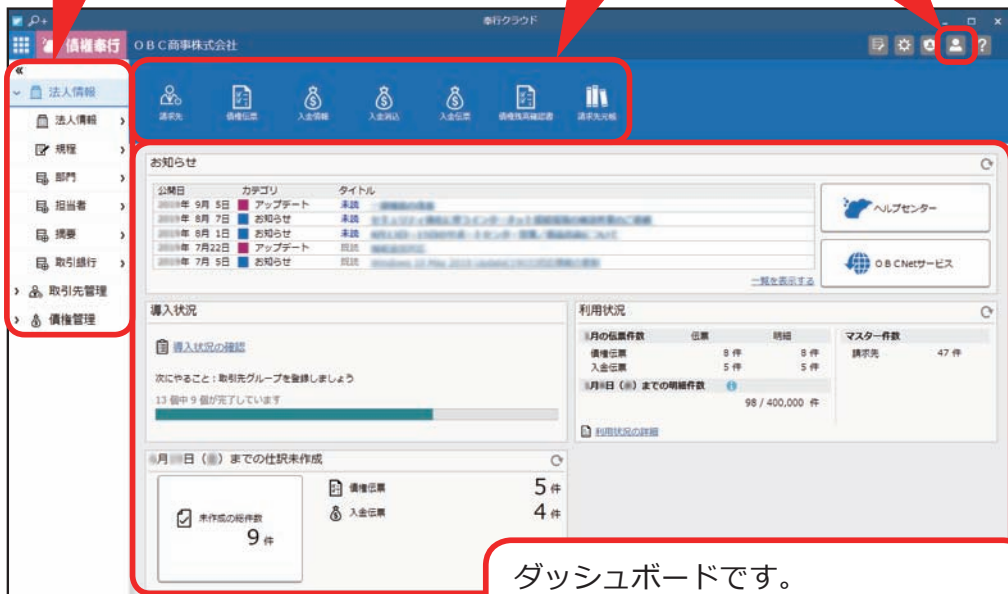 奉行クラウド
債権奉行 OBC商事株式会社
法人情報
法人情報
規程
部門
担当者
摘要
取引銀行
取引先管理
債権管理
請求先 債権伝票 入金情報 入金消込 入金伝票 債権残高確認書 請求先元帳
お知らせ
公開日 カテゴリ タイトル
年 9月 5日 アップデート 未読
年 8月 7日 お知らせ 未読
年 8月 1日 お知らせ 未読
年 7月22日 アップデート 既読
年 7月 5日 お知らせ 既読
一覧を表示する
ヘルプセンター
OBCNetサービス
導入状況
導入状況の確認
次にやること:取引先グループを登録しましょう
13 個中 9 個が完了しています
利用状況
月の伝票件数 伝票 明細 マスター件数
債権伝票 8 件 8 件 請求先 47 件
入金伝票 5 件 5 件
月 日( )までの明細件数
98 / 400,000 件
利用状況の詳細
月 日( )までの仕訳未作成
未作成の総件数
9 件
債権伝票 5 件
入金伝票 4 件
ダッシュボードです。